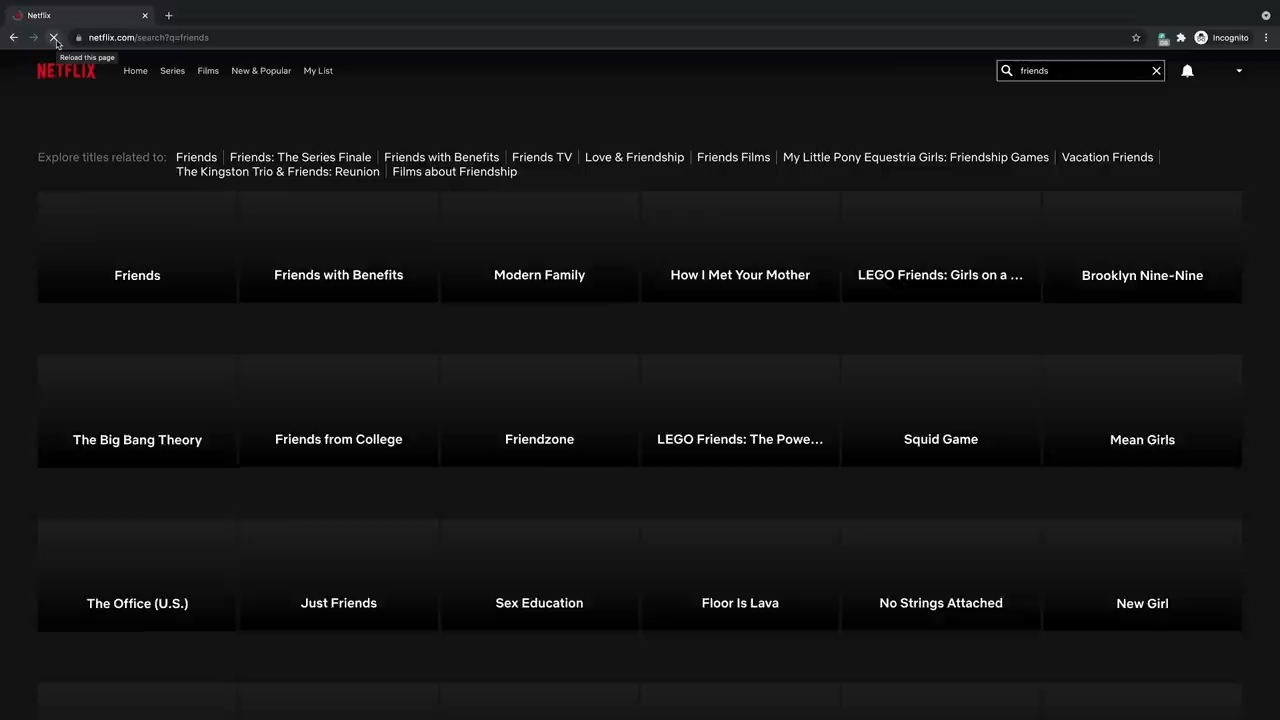 Netflix
netflix.com/search?q=friends
Incognito
Reload this page
NETFLIX Home Series Films New & Popular My List friends
Explore titles related to: Friends Friends: The Series Finale Friends with Benefits Friends TV Love & Friendship Friends Films My Little Pony Equestria Girls: Friendship Games Vacation Friends
The Kingston Trio & Friends: Reunion Films about Friendship
Friends Friends with Benefits Modern Family How I Met Your Mother LEGO Friends: Girls on a ... Brooklyn Nine-Nine
The Big Bang Theory Friends from College Friendzone LEGO Friends: The Powe... Squid Game Mean Girls
The Office (U.S.) Just Friends Sex Education Floor Is Lava No Strings Attached New Girl